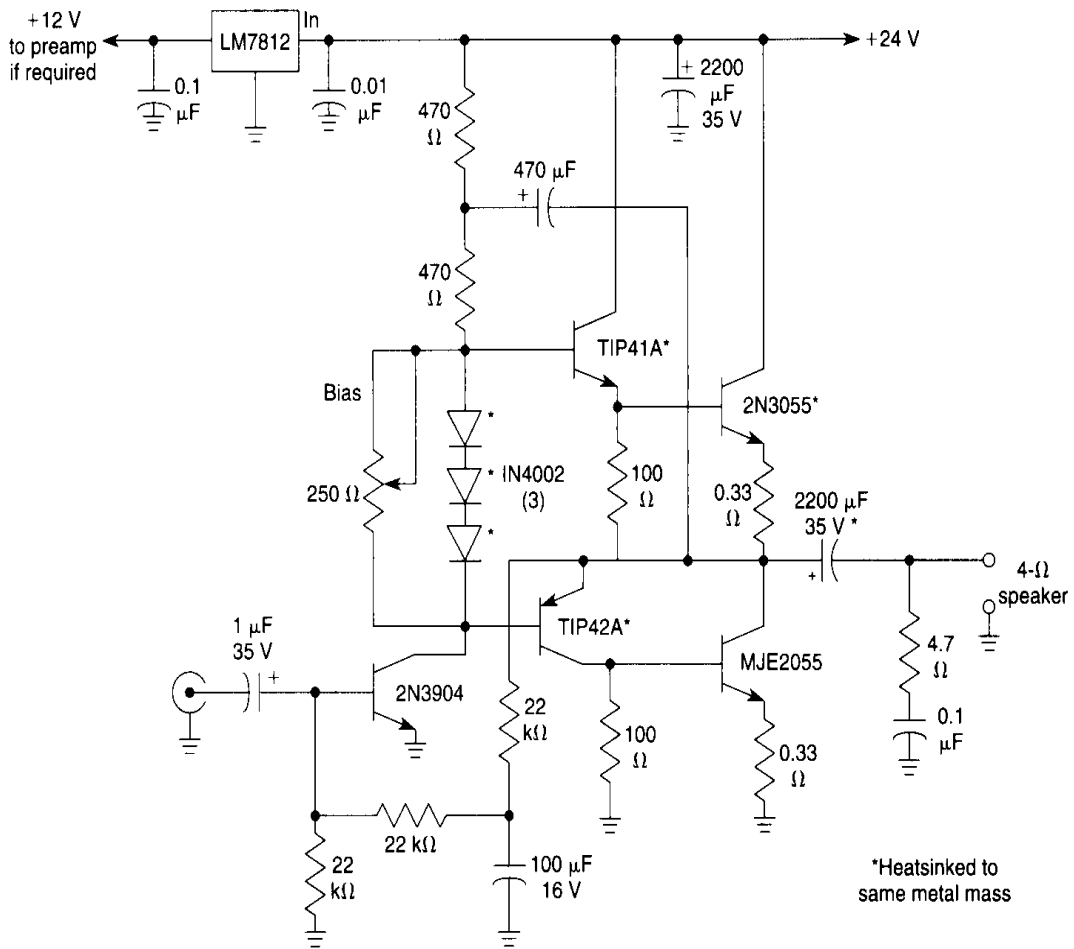 +12 V
to preamp
if required
LM7812
In
+24 V
0.1
µF
0.01
µF
+ 2200
µF
35 V
470
Ω
470 µF
+
470
Ω
TIP41A*
Bias
2N3055*
*
* IN4002
(3)
*
250 Ω
100
Ω
0.33
Ω
2200 µF
35 V *
+
4-Ω
speaker
TIP42A*
1 µF
35 V
+
2N3904
MJE2055
4.7
Ω
22
kΩ
100
Ω
0.1
µF
0.33
Ω
22 kΩ
22
kΩ
100 µF
16 V
*Heatsinked to
same metal mass